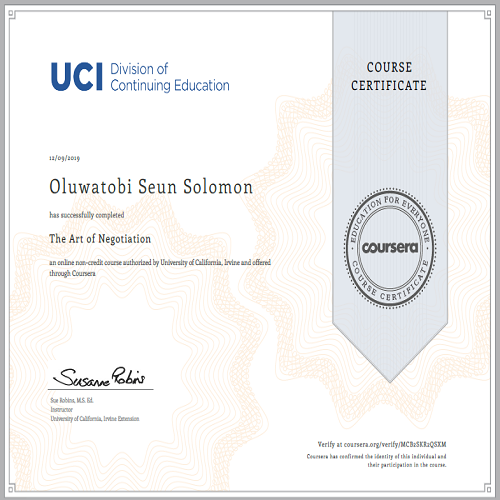 UCI Division of
Continuing Education
COURSE
CERTIFICATE
12/09/2019
Oluwatobi Seun Solomon
has successfully completed
The Art of Negotiation
an online non-credit course authorized by University of California, Irvine and offered
through Coursera
EDUCATION FOR EVERYONE
coursera
COURSE CERTIFICATE
Susanne Robins
Sue Robins, M.S. Ed.
Instructor
University of California, Irvine Extension
Verify at coursera.org/verify/MCB2SKR2QSXM
Coursera has confirmed the identity of this individual and
their participation in the course.